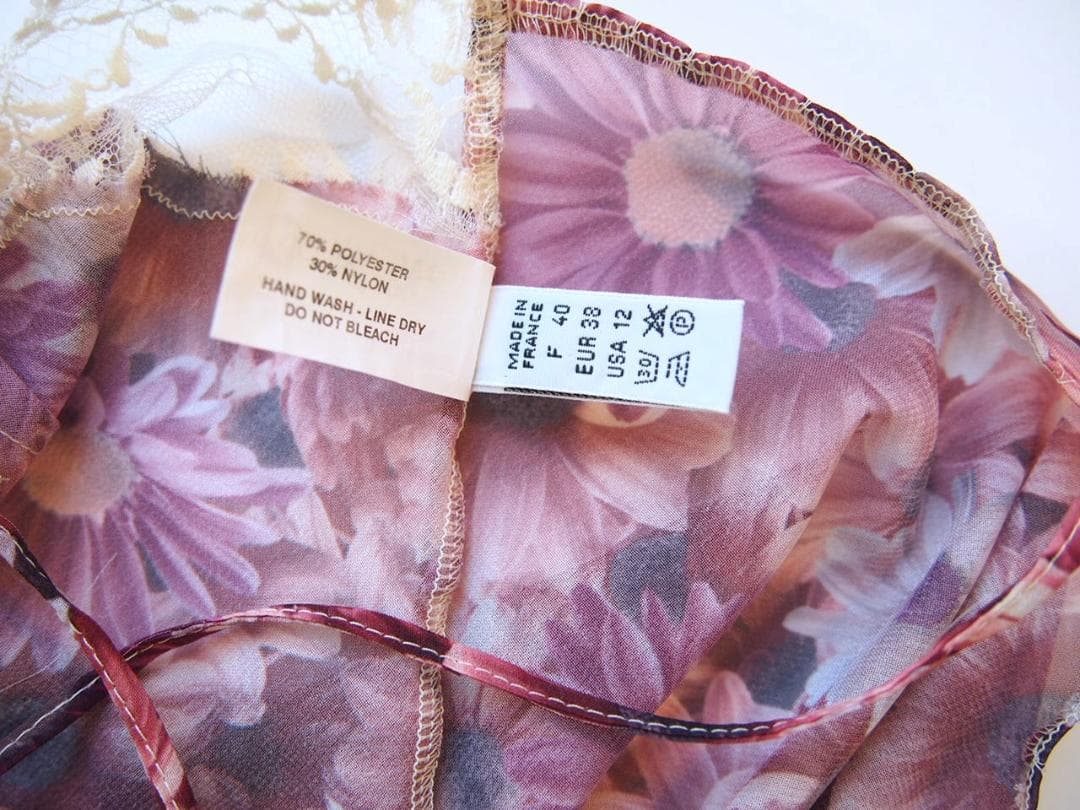 70% POLYESTER
30% NYLON
HAND WASH - LINE DRY
DO NOT BLEACH
MADE IN
FRANCE
F 40
EUR 38
USA 12
30
P